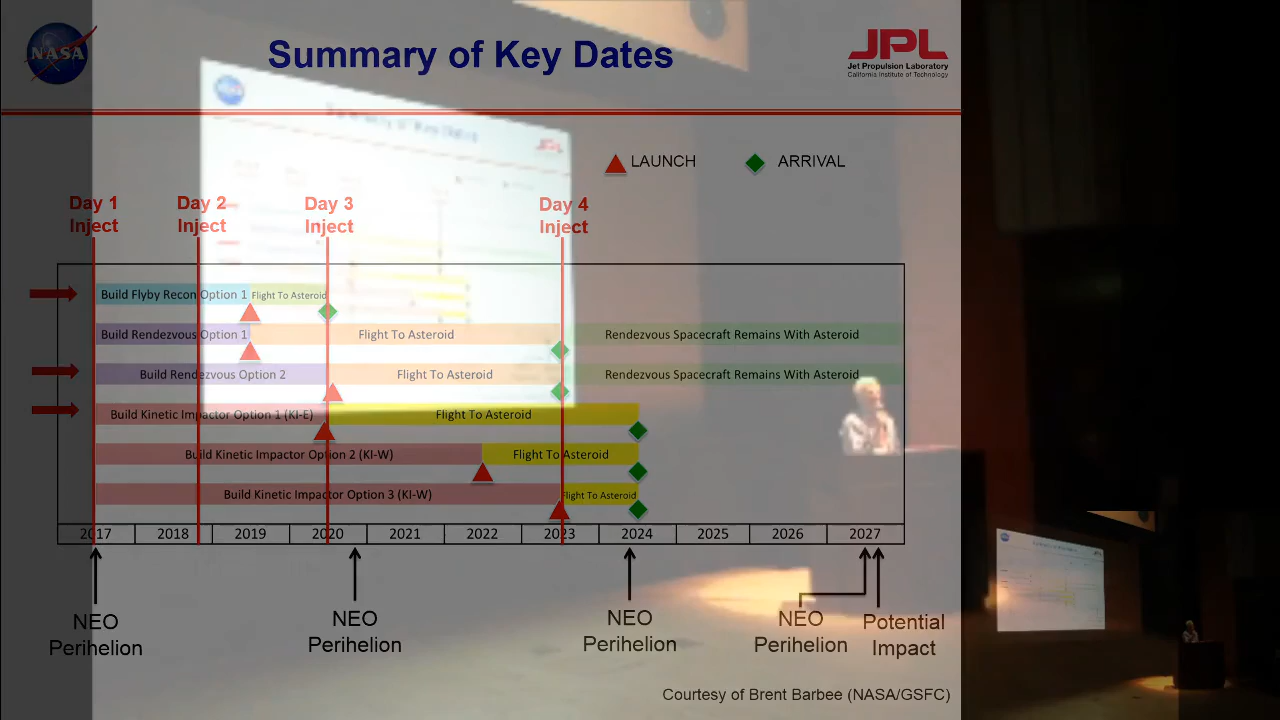 NASA
Summary of Key Dates
JPL
Jet Propulsion Laboratory
California Institute of Technology
LAUNCH
ARRIVAL
Day 1
Inject
Day 2
Inject
Day 3
Inject
Day 4
Inject
Build Flyby Recon Option 1
Flight To Asteroid
Build Rendezvous Option 1
Flight To Asteroid
Rendezvous Spacecraft Remains With Asteroid
Build Rendezvous Option 2
Flight To Asteroid
Rendezvous Spacecraft Remains With Asteroid
Build Kinetic Impactor Option 1 (KI-E)
Flight To Asteroid
Build Kinetic Impactor Option 2 (KI-W)
Flight To Asteroid
Build Kinetic Impactor Option 3 (KI-W)
Flight To Asteroid
2017 2018 2019 2020 2021 2022 2023 2024 2025 2026 2027
NEO
Perihelion
NEO
Perihelion
NEO
Perihelion
NEO
Perihelion
Potential
Impact
Courtesy of Brent Barbee (NASA/GSFC)